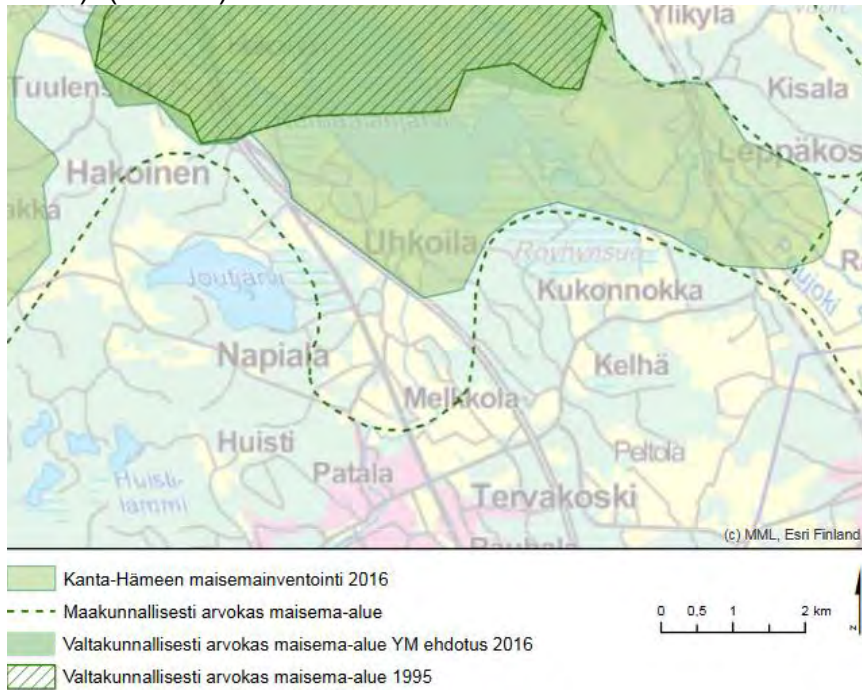 Ylikylä
Tuulens
Kisala
Leppäkos
Hakoinen
akka
Uhkoila
Joutjärvi
Kukonnokka
ujoki
Napiala
Kelhä
Melkkola
Huisti
Peltola
Patala
Huisti-
lammi
Tervakoski
(c) MML, Esri Finland
Kanta-Hämeen maisemainventointi 2016
Maakunnallisesti arvokas maisema-alue
0 0,5 1 2 km
Valtakunnallisesti arvokas maisema-alue YM ehdotus 2016
N
Valtakunnallisesti arvokas maisema-alue 1995